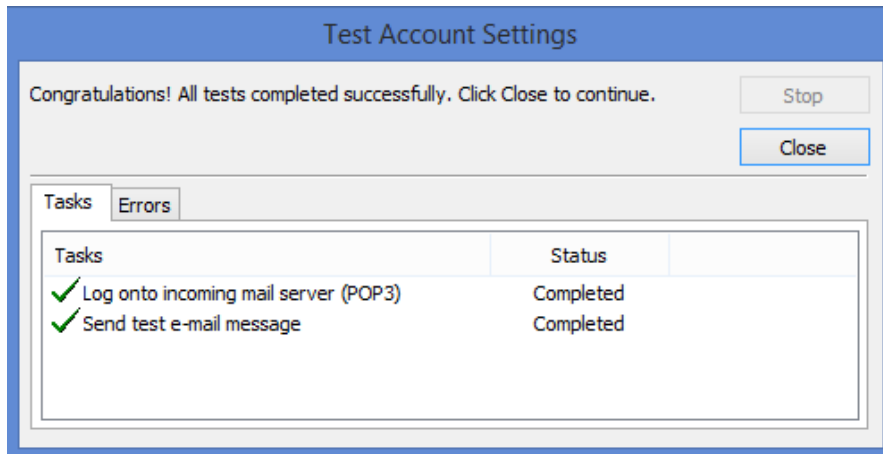 Test Account Settings
Congratulations! All tests completed successfully. Click Close to continue.
Stop
Close
Tasks Errors
Tasks Status
Log onto incoming mail server (POP3) Completed
Send test e-mail message Completed